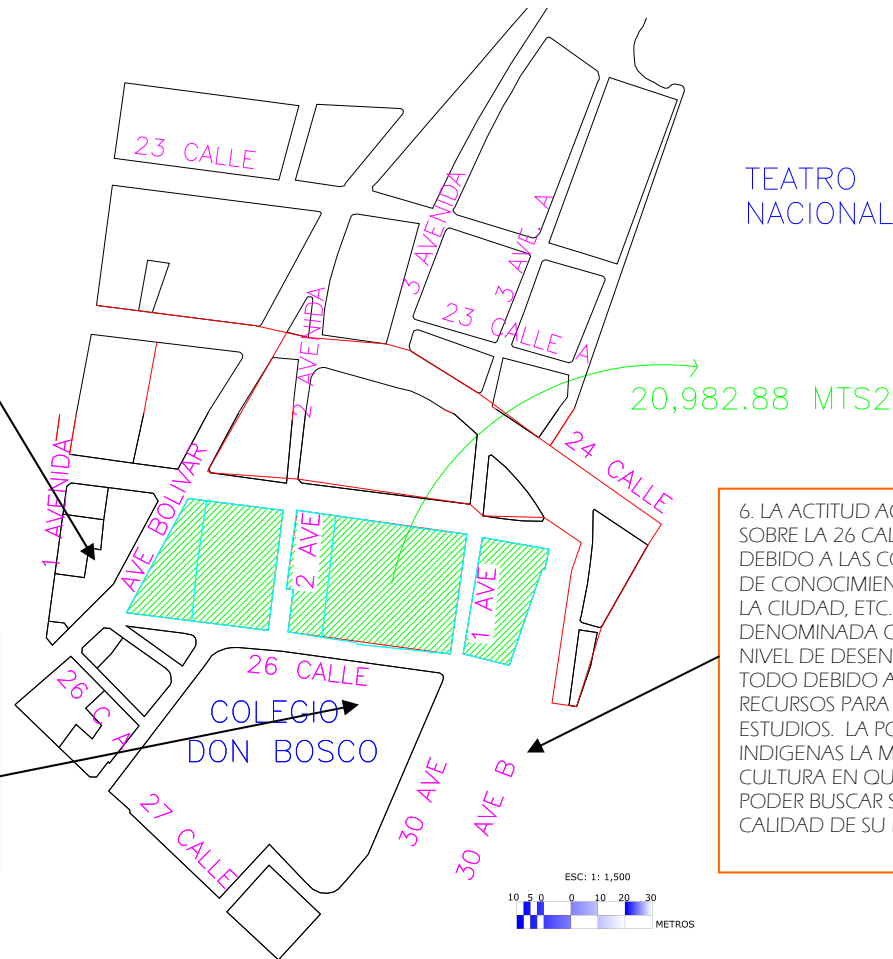 23 CALLE
TEATRO
NACIONAL
3 AVENIDA
3 AVE. A
2 AVENIDA
23 CALLE A
20,982.88 MTS2
24 CALLE
1 AVENIDA
AVE BOLIVAR
2 AVE
1 AVE
6. LA ACTITUD
SOBRE LA 26
DEBIDO A LAS
DE
LA CIUDAD, ETC.
DENOMINADA
NIVEL DE
TODO DEBIDO A
RECURSOS PARA
ESTUDIOS. LA
INDIGENAS LA
CULTURA EN
PODER BUSCAR
CALIDAD DE SU
26 CALLE
COLEGIO
DON BOSCO
26 C A
27 CALLE
30 AVE
30 AVE B
ESC: 1: 1,500
10 5 0 0 10 20 30
METROS